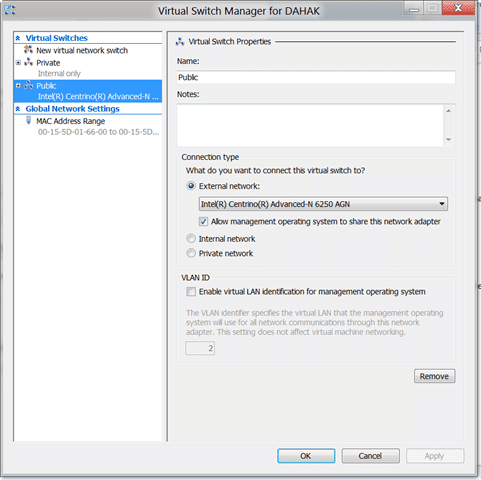 Virtual Switch Manager for DAHAK
Virtual Switches
New virtual network switch
Private
Internal only
Public
Intel(R) Centrino(R) Advanced-N ...
Global Network Settings
MAC Address Range
00-15-5D-01-66-00 to 00-15-5D...
Virtual Switch Properties
Name:
Public
Notes:
Connection type
What do you want to connect this virtual switch to?
External network:
Intel(R) Centrino(R) Advanced-N 6250 AGN
Allow management operating system to share this network adapter
Internal network
Private network
VLAN ID
Enable virtual LAN identification for management operating system
The VLAN identifier specifies the virtual LAN that the management operating
system will use for all network communications through this network
adapter. This setting does not affect virtual machine networking.
2
Remove
OK
Cancel
Apply